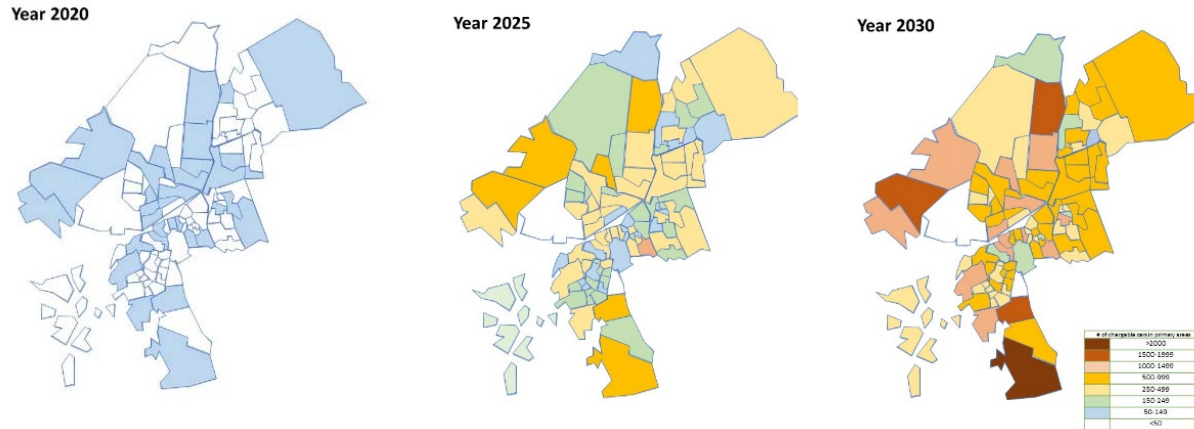 Year 2020
Year 2025
Year 2030
# of chargable cars in primary areas
>2000
1500-1999
1000-1499
500-999
250-499
150-249
50-149
<50